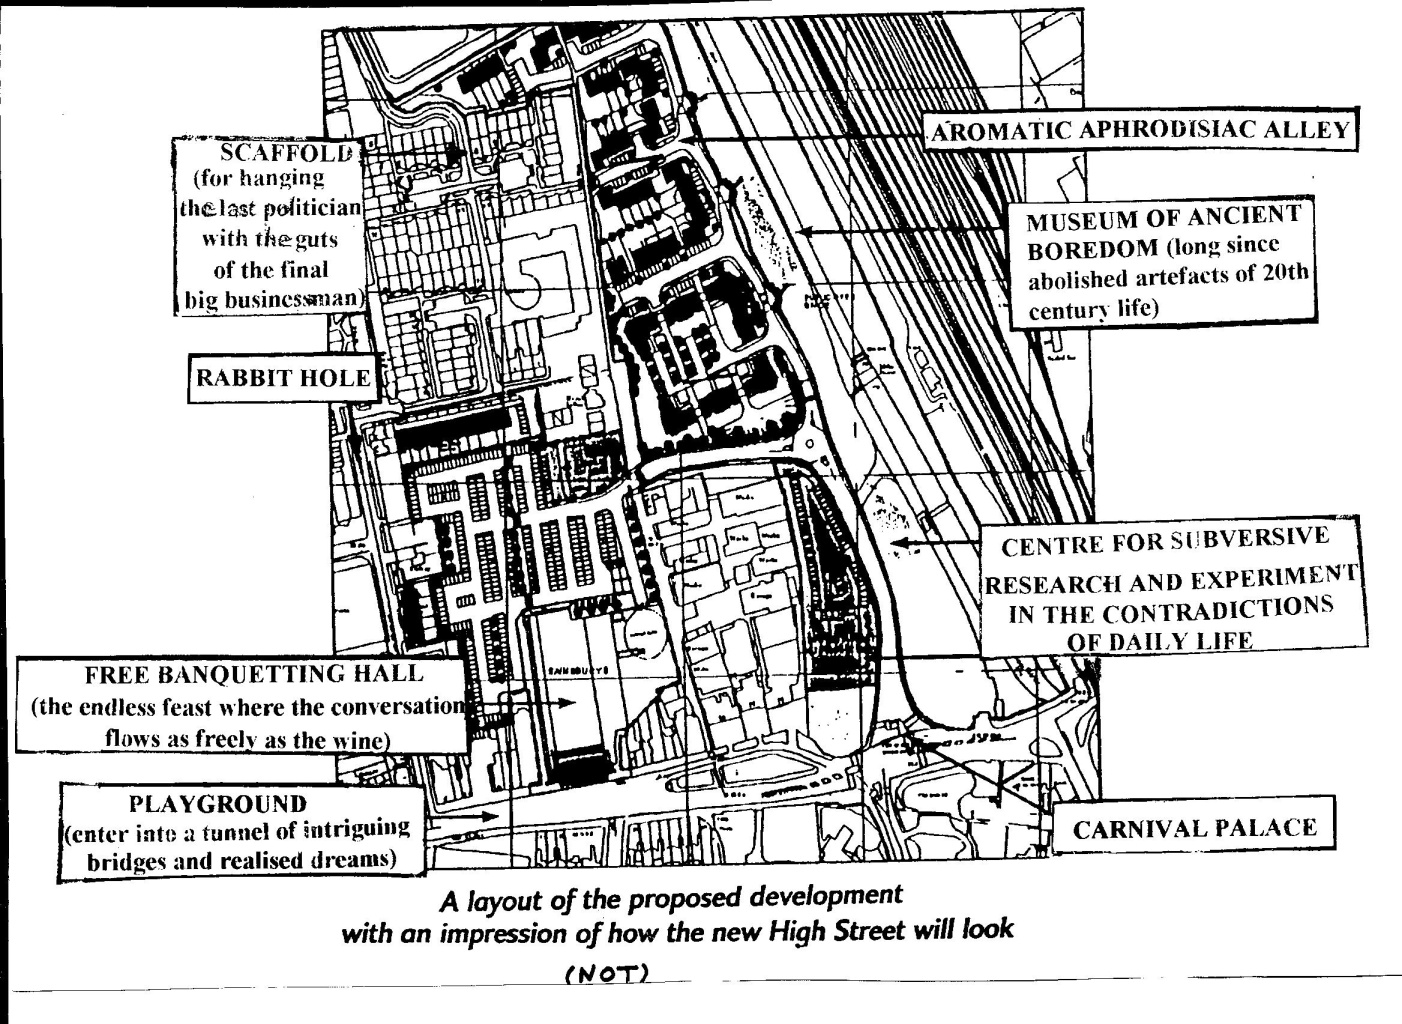 AROMATIC APHRODISIAC ALLEY
SCAFFOLD
(for hanging
the last politician
with the guts
of the final
big businessman)
MUSEUM OF ANCIENT
BOREDOM (long since
abolished artefacts of 20th
century life)
RABBIT HOLE
CENTRE FOR SUBVERSIVE
RESEARCH AND EXPERIMENT
IN THE CONTRADICTIONS
OF DAILY LIFE
SAINSBURYS
FREE BANQUETTING HALL
(the endless feast where the conversation
flows as freely as the wine)
PLAYGROUND
(enter into a tunnel of intriguing
bridges and realised dreams)
CARNIVAL PALACE
A layout of the proposed development
with an impression of how the new High Street will look
(NOT)